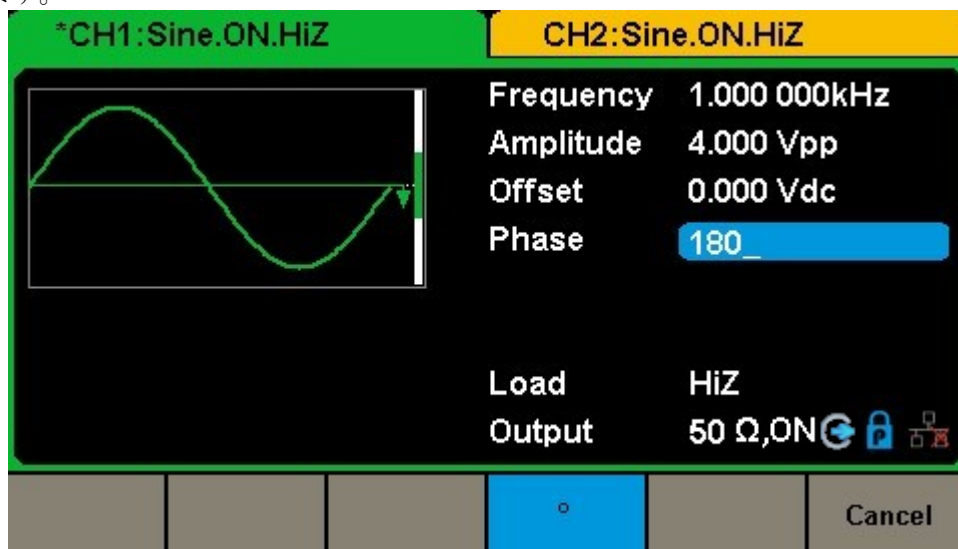 *CH1:Sine.ON.HiZ CH2:Sine.ON.HiZ
Frequency 1.000 000kHz
Amplitude 4.000 Vpp
Offset 0.000 Vdc
Phase 180_
Load HiZ
Output 50 Ω,ON P
° Cancel